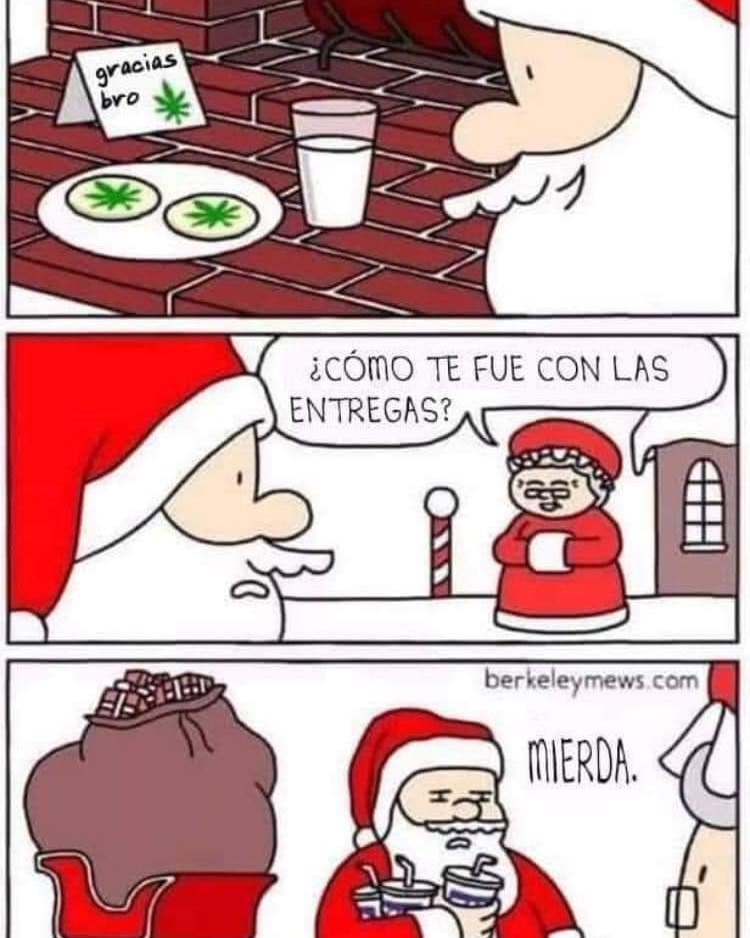 gracias
bro
¿CÓMO TE FUE CON LAS
ENTREGAS?
berkeleymews.com
MIERDA.